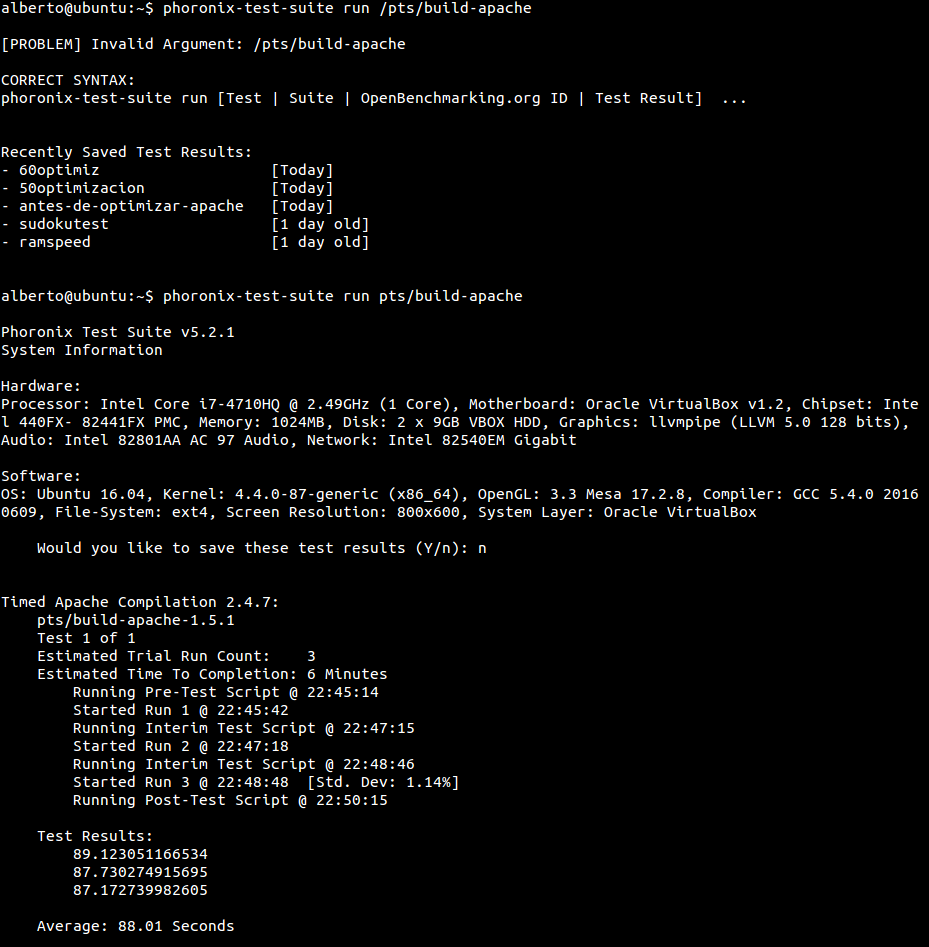 alberto@ubuntu:~$ phoronix-test-suite run /pts/build-apache
[PROBLEM] Invalid Argument: /pts/build-apache
CORRECT SYNTAX:
phoronix-test-suite run [Test | Suite | OpenBenchmarking.org ID | Test Result]  ...
Recently Saved Test Results:
- 60optimiz                   [Today]
- 50optimizacion              [Today]
- antes-de-optimizar-apache   [Today]
- sudokutest                  [1 day old]
- ramspeed                    [1 day old]
alberto@ubuntu:~$ phoronix-test-suite run pts/build-apache
Phoronix Test Suite v5.2.1
System Information
Hardware:
Processor: Intel Core i7-4710HQ @ 2.49GHz (1 Core), Motherboard: Oracle VirtualBox v1.2, Chipset: Inte
l 440FX- 82441FX PMC, Memory: 1024MB, Disk: 2 x 9GB VBOX HDD, Graphics: llvmpipe (LLVM 5.0 128 bits),
Audio: Intel 82801AA AC 97 Audio, Network: Intel 82540EM Gigabit
Software:
OS: Ubuntu 16.04, Kernel: 4.4.0-87-generic (x86_64), OpenGL: 3.3 Mesa 17.2.8, Compiler: GCC 5.4.0 2016
0609, File-System: ext4, Screen Resolution: 800x600, System Layer: Oracle VirtualBox
    Would you like to save these test results (Y/n): n
Timed Apache Compilation 2.4.7:
    pts/build-apache-1.5.1
    Test 1 of 1
    Estimated Trial Run Count:    3
    Estimated Time To Completion: 6 Minutes
        Running Pre-Test Script @ 22:45:14
        Started Run 1 @ 22:45:42
        Running Interim Test Script @ 22:47:15
        Started Run 2 @ 22:47:18
        Running Interim Test Script @ 22:48:46
        Started Run 3 @ 22:48:48  [Std. Dev: 1.14%]
        Running Post-Test Script @ 22:50:15
    Test Results:
        89.123051166534
        87.730274915695
        87.172739982605
    Average: 88.01 Seconds